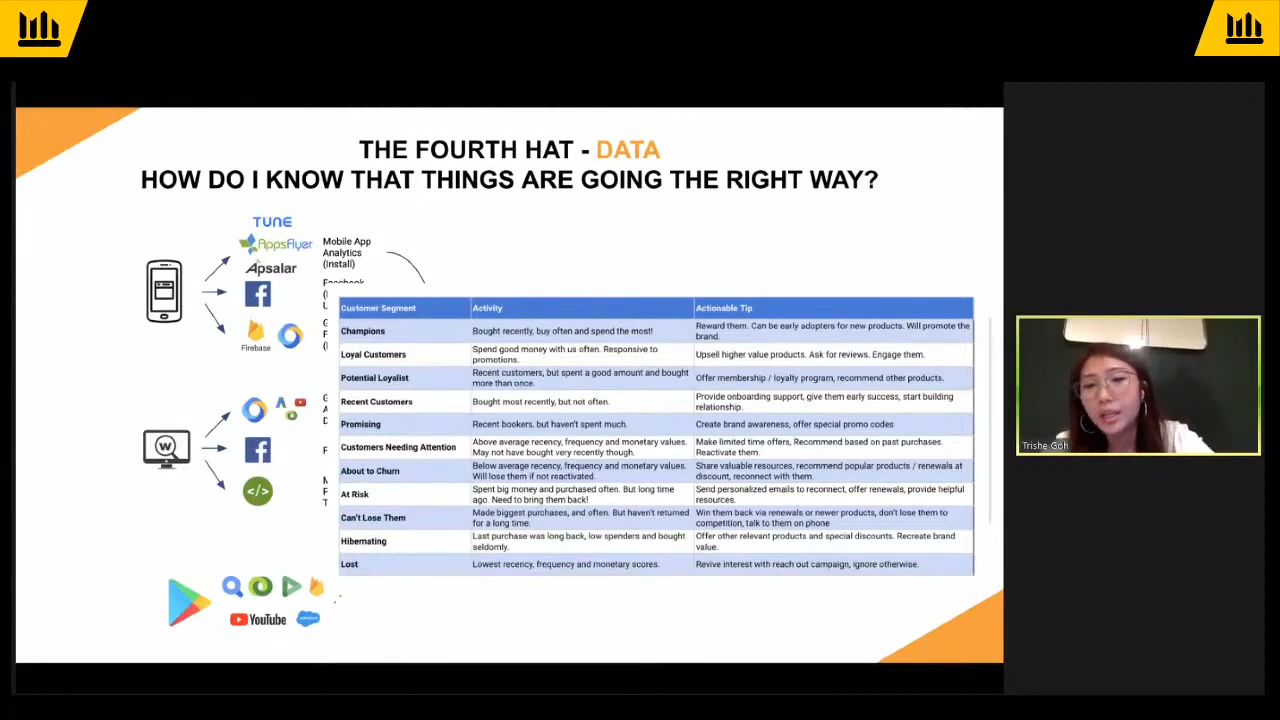 THE FOURTH HAT - DATA
HOW DO I KNOW THAT THINGS ARE GOING THE RIGHT WAY?
TUNE
AppsFlyer
Apsalar
Mobile App
Analytics
(Install)
Firebase
Customer Segment Activity Actionable Tip
Champions Bought recently, buy often and spend the most! Reward them. Can be early adopters for new products. Will promote the
brand.
Loyal Customers Spend good money with us often. Responsive to
promotions. Upsell higher value products. Ask for reviews. Engage them.
Potential Loyalist Recent customers, but spent a good amount and bought
more than once. Offer membership / loyalty program, recommend other products.
Recent Customers Bought most recently, but not often. Provide onboarding support, give them early success, start building
relationship.
Promising Recent bookers, but haven't spent much. Create brand awareness, offer special promo codes
Customers Needing Attention Above average recency, frequency and monetary values.
May not have bought very recently though. Make limited time offers, Recommend based on past purchases.
Reactivate them.
About to Churn Below average recency, frequency and monetary values.
Will lose them if not reactivated. Share valuable resources, recommend popular products / renewals at
discount, reconnect with them.
At Risk Spent big money and purchased often. But long time
ago. Need to bring them back! Send personalized emails to reconnect, offer renewals, provide helpful
resources.
Can't Lose Them Made biggest purchases, and often. But haven't returned
for a long time. Win them back via renewals or newer products, don't lose them to
competition, talk to them on phone
Hibernating Last purchase was long back, low spenders and bought
seldomly. Offer other relevant products and special discounts. Recreate brand
value.
Lost Lowest recency, frequency and monetary scores. Revive interest with reach out campaign, ignore otherwise.
YouTube
Trishe Goh